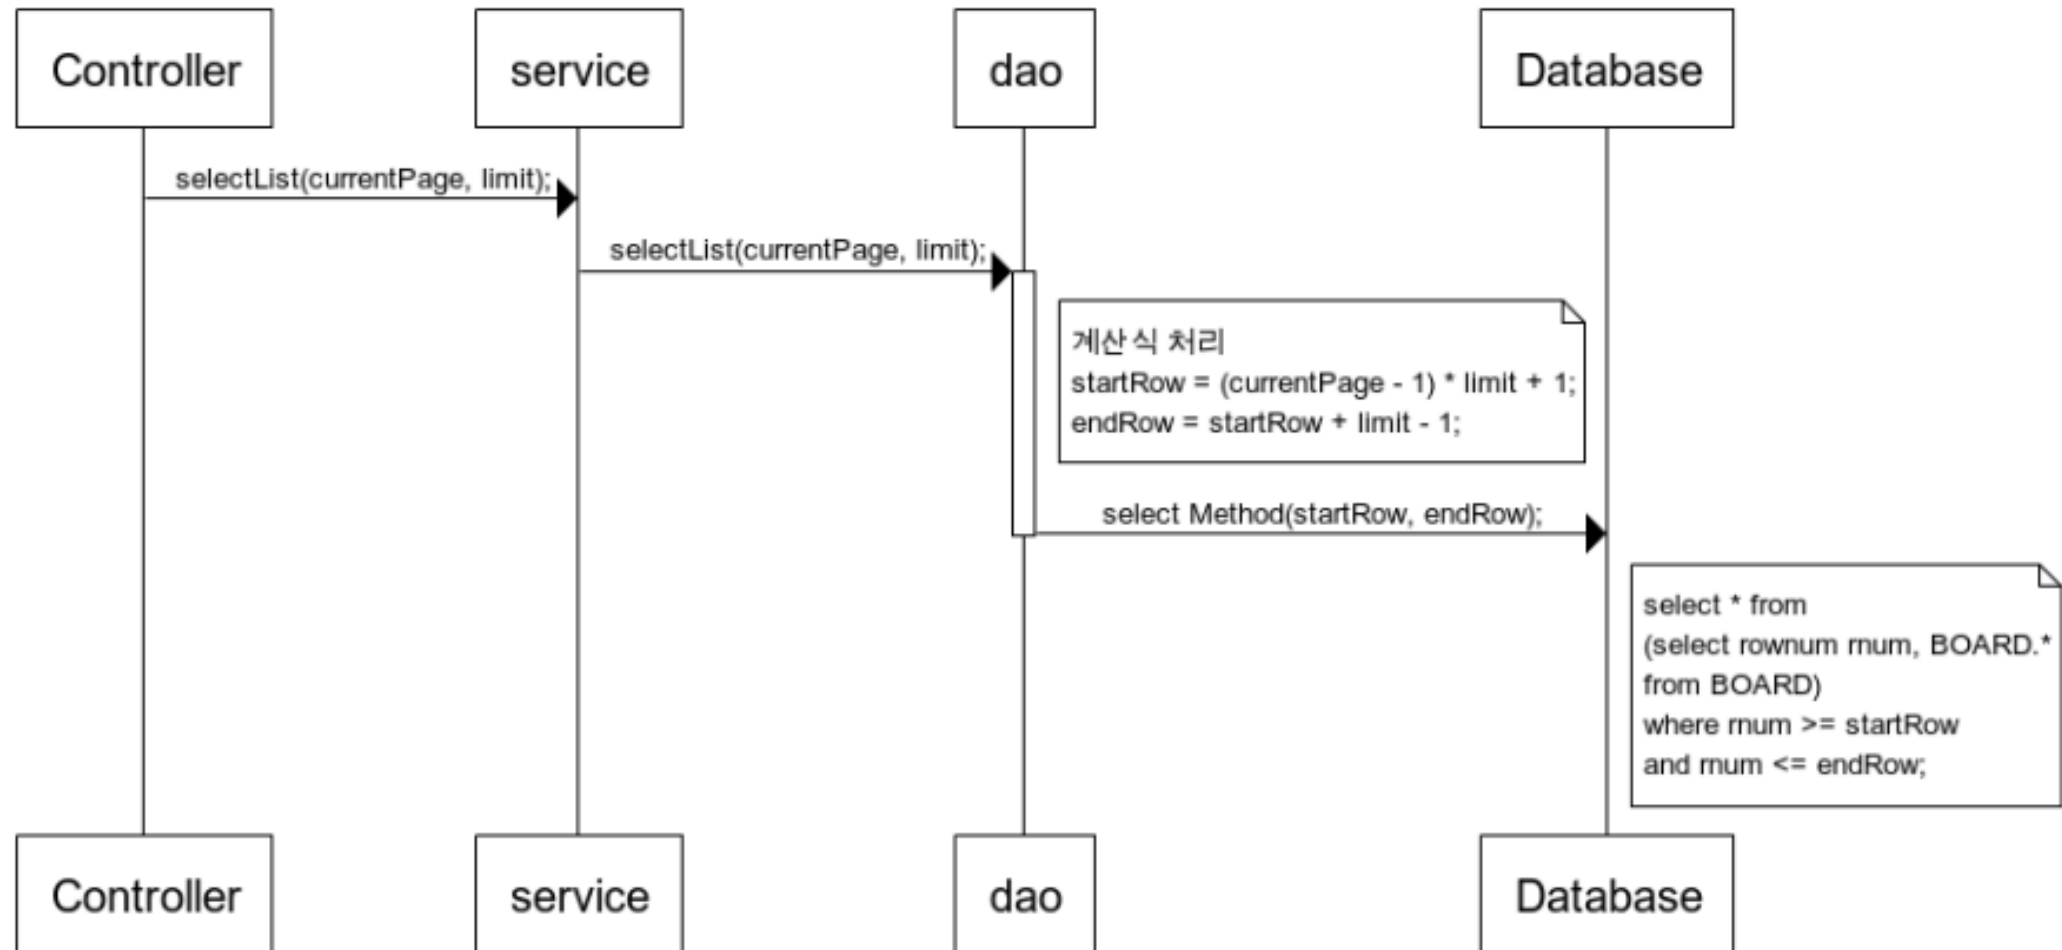 Controller
service
dao
Database
selectList(currentPage, limit);
selectList(currentPage, limit);
계산식 처리
startRow = (currentPage - 1) * limit + 1;
endRow = startRow + limit - 1;
select Method(startRow, endRow);
select * from
(select rownum rnum, BOARD.*
from BOARD)
where rnum >= startRow
and rnum <= endRow;
Controller
service
dao
Database